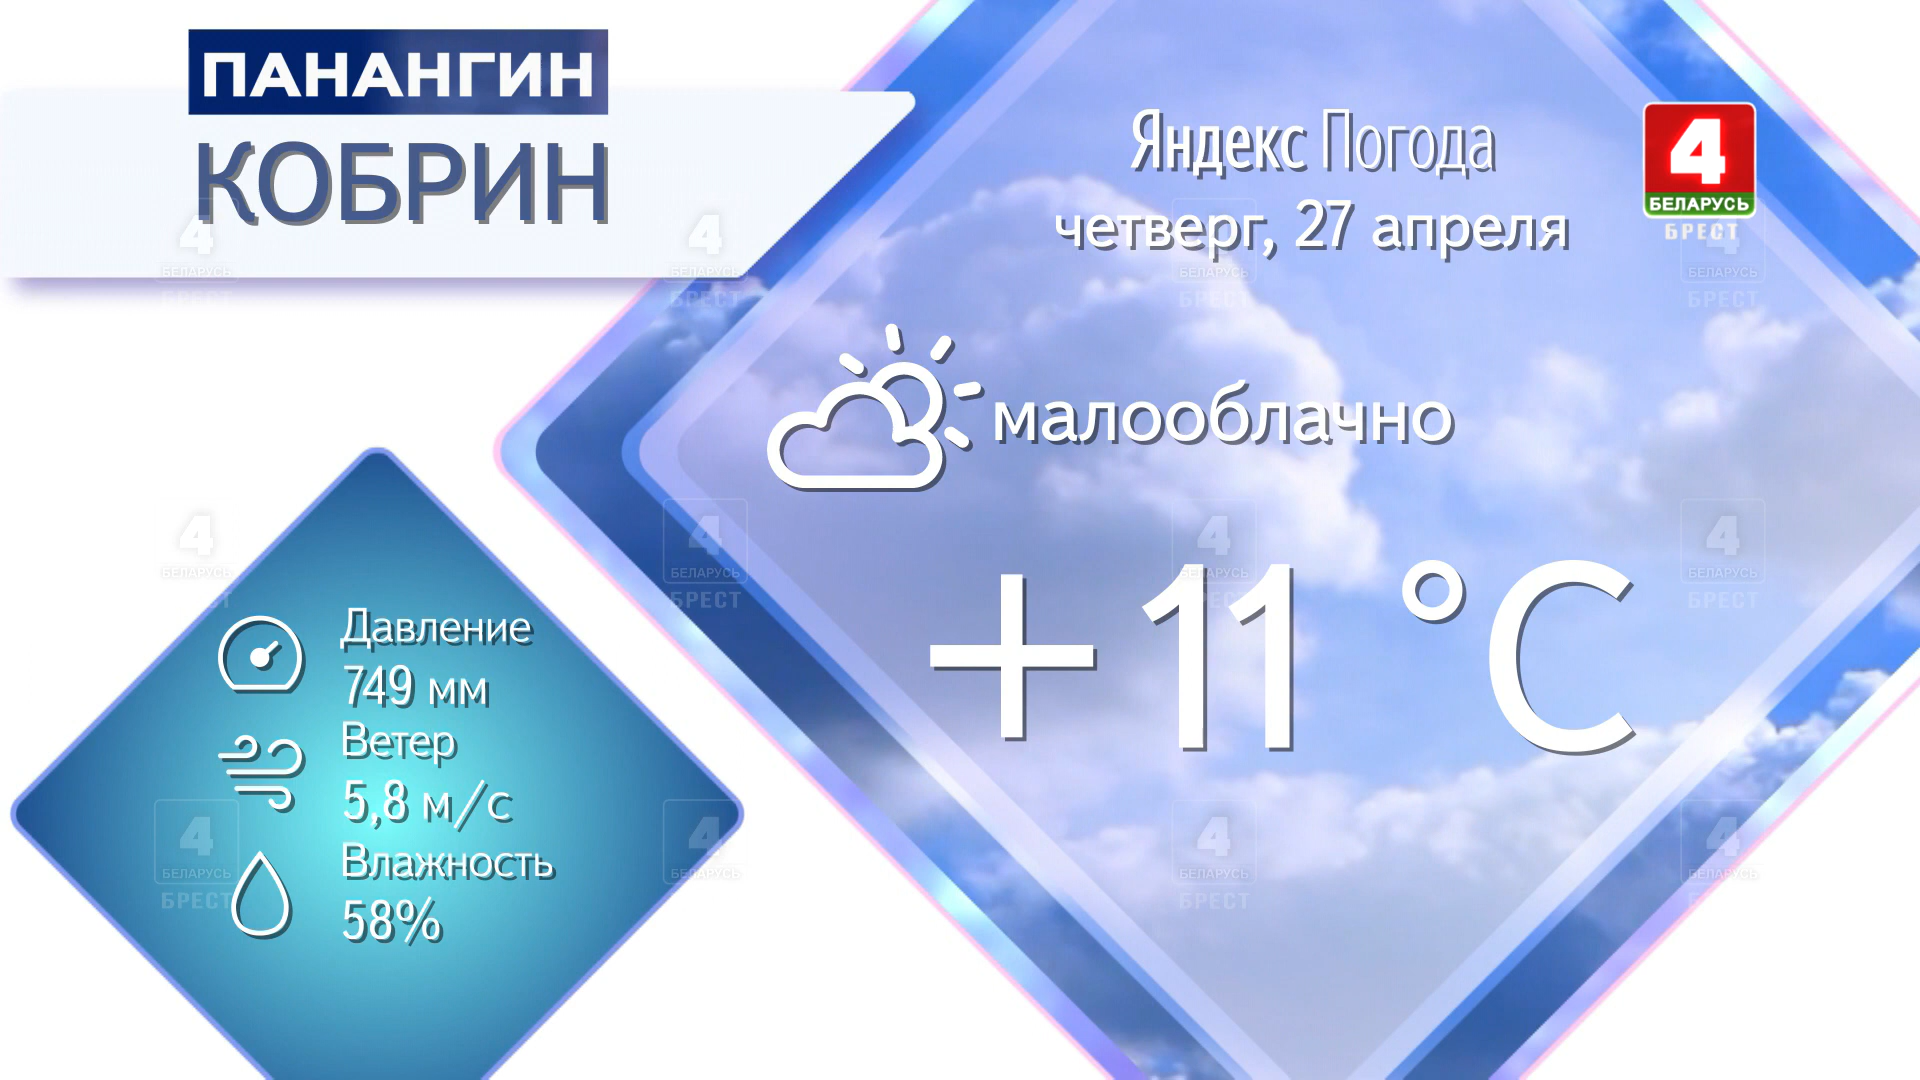 ПАНАНГИН
КОБРИН
Яндекс Погода
четверг, 27 апреля
4
БЕЛАРУСЬ
БРЕСТ
малооблачно
+11 °C
Давление
749 мм
Ветер
5,8 м/с
Влажность
58%